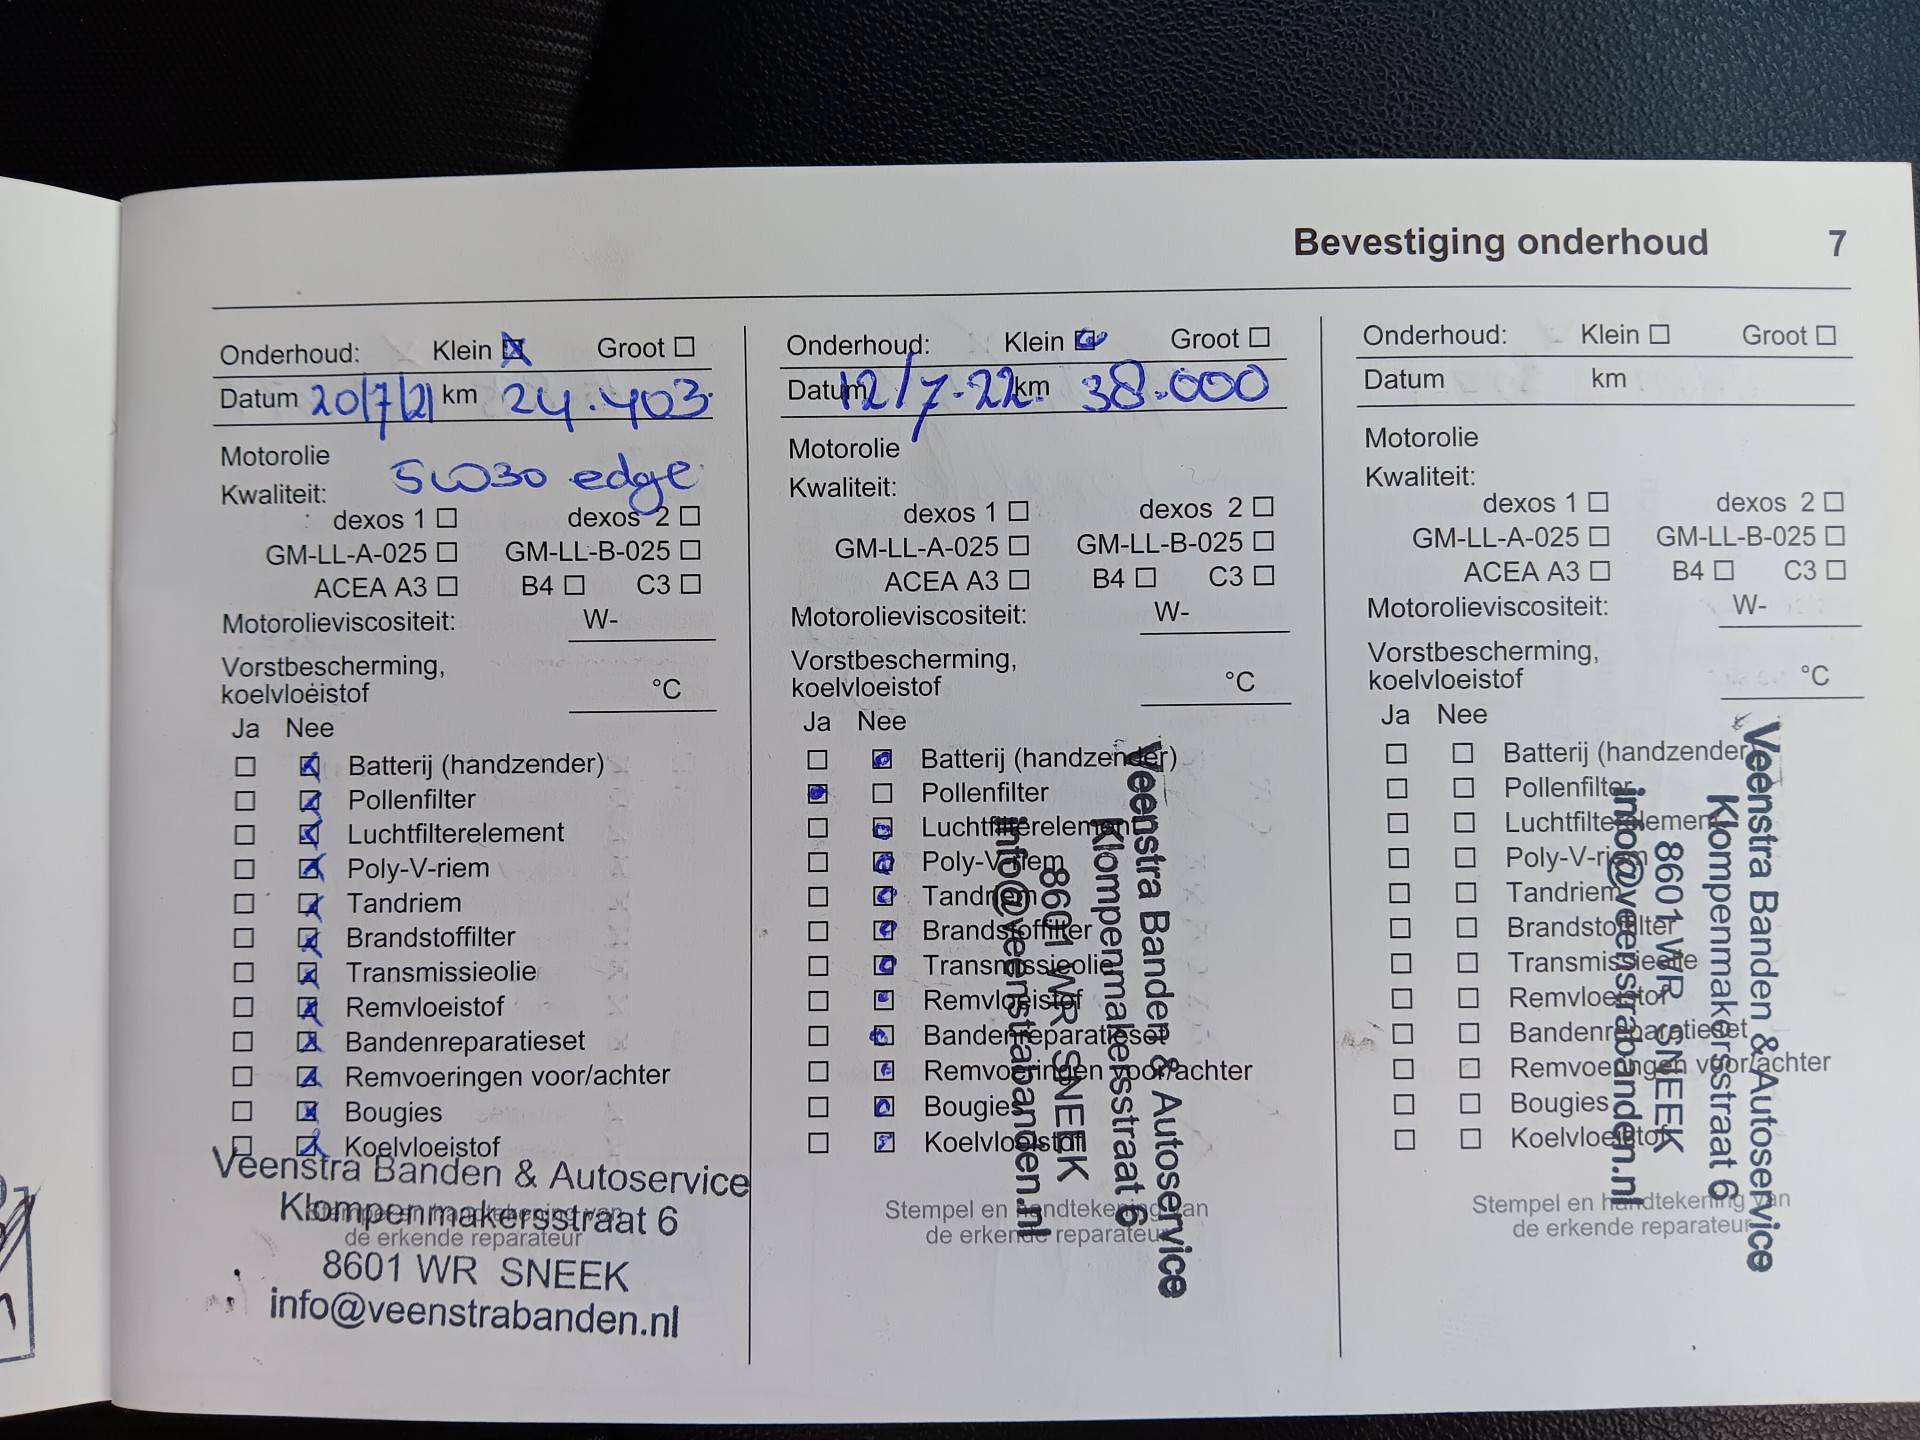 Bevestiging onderhoud 7
Onderhoud: Klein ☒ Groot ☐
Datum 20/7/21 km 24.403.
Motorolie
5W30 edge
Kwaliteit:
dexos 1 ☐ dexos 2 ☐
GM-LL-A-025 ☐ GM-LL-B-025 ☐
ACEA A3 ☐ B4 ☐ C3 ☐
Motorolieviscositeit: W-
Vorstbescherming,
koelvloeistof °C
Ja Nee
☐ ☒ Batterij (handzender)
☐ ☒ Pollenfilter
☐ ☒ Luchtfilterelement
☐ ☒ Poly-V-riem
☐ ☒ Tandriem
☐ ☒ Brandstoffilter
☐ ☒ Transmissieolie
☐ ☒ Remvloeistof
☐ ☒ Bandenreparatieset
☐ ☒ Remvoeringen voor/achter
☐ ☒ Bougies
☐ ☒ Koelvloeistof
Stempel en handtekening van
de erkende reparateur
Veenstra Banden & Autoservice
Klompenmakersstraat 6
8601 WR SNEEK
info@veenstrabanden.nl
Onderhoud: Klein ☒ Groot ☐
Datum 12/7-22 km 38.000
Motorolie
Kwaliteit:
dexos 1 ☐ dexos 2 ☐
GM-LL-A-025 ☐ GM-LL-B-025 ☐
ACEA A3 ☐ B4 ☐ C3 ☐
Motorolieviscositeit: W-
Vorstbescherming,
koelvloeistof °C
Ja Nee
☐ ☒ Batterij (handzender)
☒ ☐ Pollenfilter
☐ ☒ Luchtfilterelement
☐ ☒ Poly-V-riem
☐ ☒ Tandriem
☐ ☒ Brandstoffilter
☐ ☒ Transmissieolie
☐ ☒ Remvloeistof
☐ ☒ Bandenreparatieset
☐ ☒ Remvoeringen voor/achter
☐ ☒ Bougies
☐ ☒ Koelvloeistof
Stempel en handtekening van
de erkende reparateur
Veenstra Banden & Autoservice
Klompenmakersstraat 6
8601 WR SNEEK
info@veenstrabanden.nl
Onderhoud: Klein ☐ Groot ☐
Datum km
Motorolie
Kwaliteit:
dexos 1 ☐ dexos 2 ☐
GM-LL-A-025 ☐ GM-LL-B-025 ☐
ACEA A3 ☐ B4 ☐ C3 ☐
Motorolieviscositeit: W-
Vorstbescherming,
koelvloeistof °C
Ja Nee
☐ ☐ Batterij (handzender)
☐ ☐ Pollenfilter
☐ ☐ Luchtfilterelement
☐ ☐ Poly-V-riem
☐ ☐ Tandriem
☐ ☐ Brandstoffilter
☐ ☐ Transmissieolie
☐ ☐ Remvloeistof
☐ ☐ Bandenreparatieset
☐ ☐ Remvoeringen voor/achter
☐ ☐ Bougies
☐ ☐ Koelvloeistof
Stempel en handtekening van
de erkende reparateur
Veenstra Banden & Autoservice
Klompenmakersstraat 6
8601 WR SNEEK
info@veenstrabanden.nl